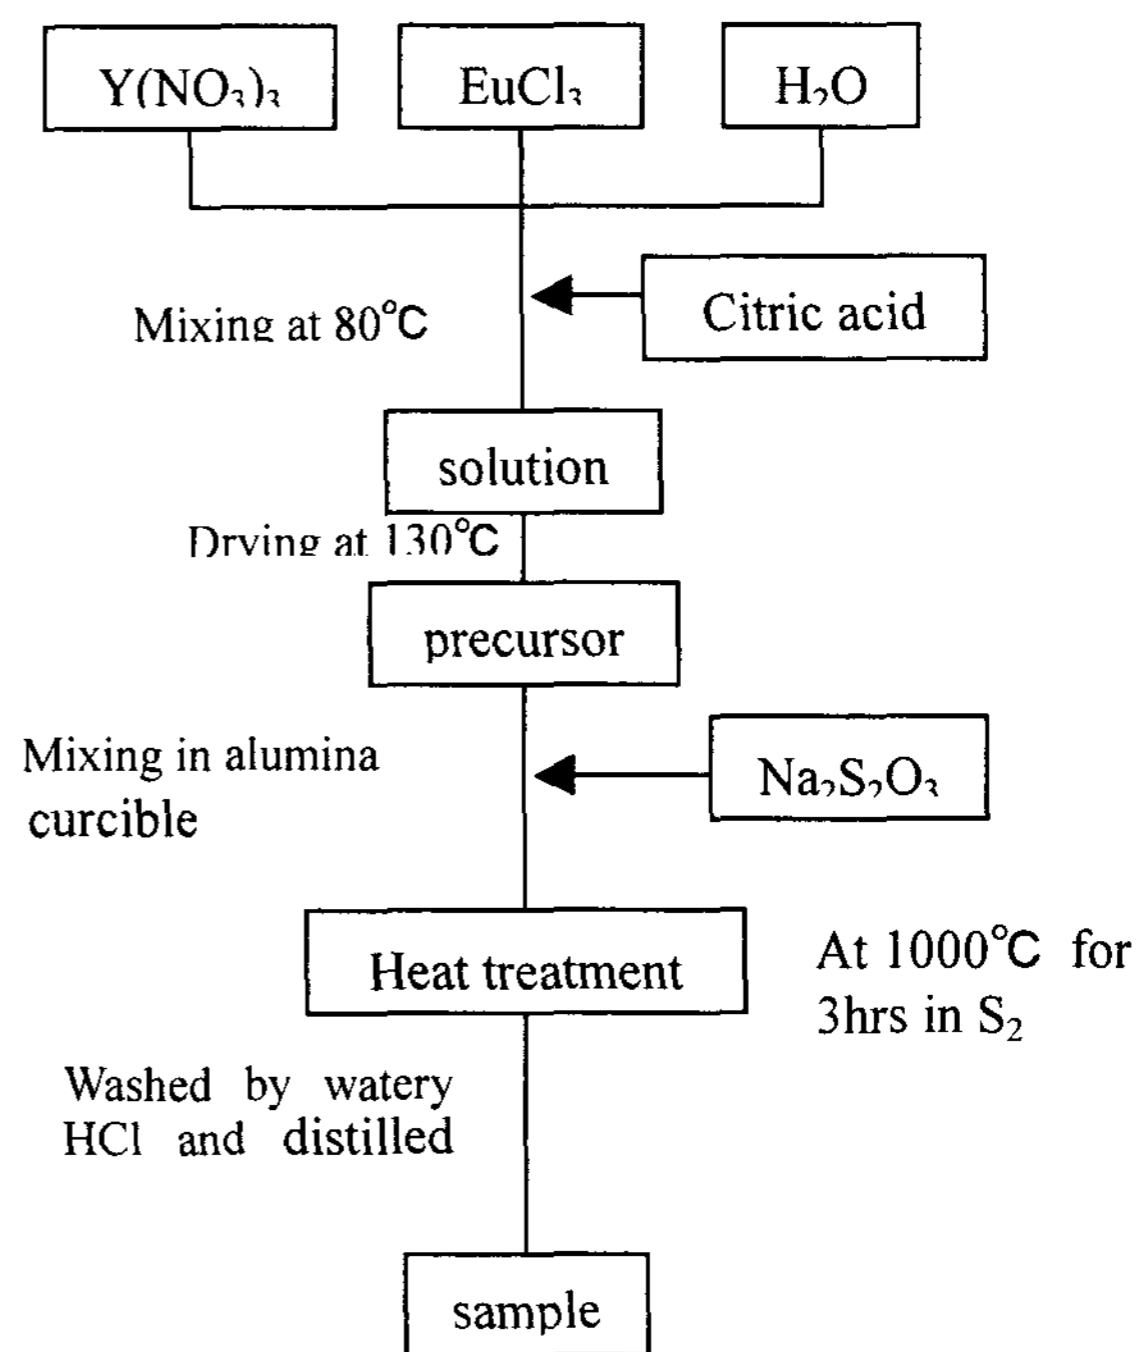 Y(NO₃)₃
EuCl₃
H₂O
Citric acid
Mixing at 80°C
solution
Drying at 130°C
precursor
Na₂S₂O₃
Mixing in alumina
curcible
Heat treatment
At 1000°C for
3hrs in S₂
Washed by watery
HCl and distilled
sample